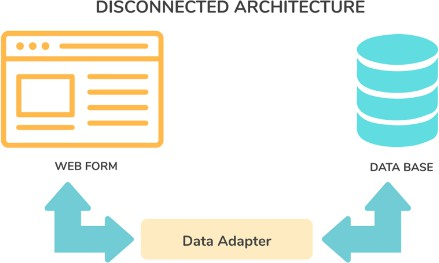 DISCONNECTED ARCHITECTURE
WEB FORM
DATA BASE
Data Adapter